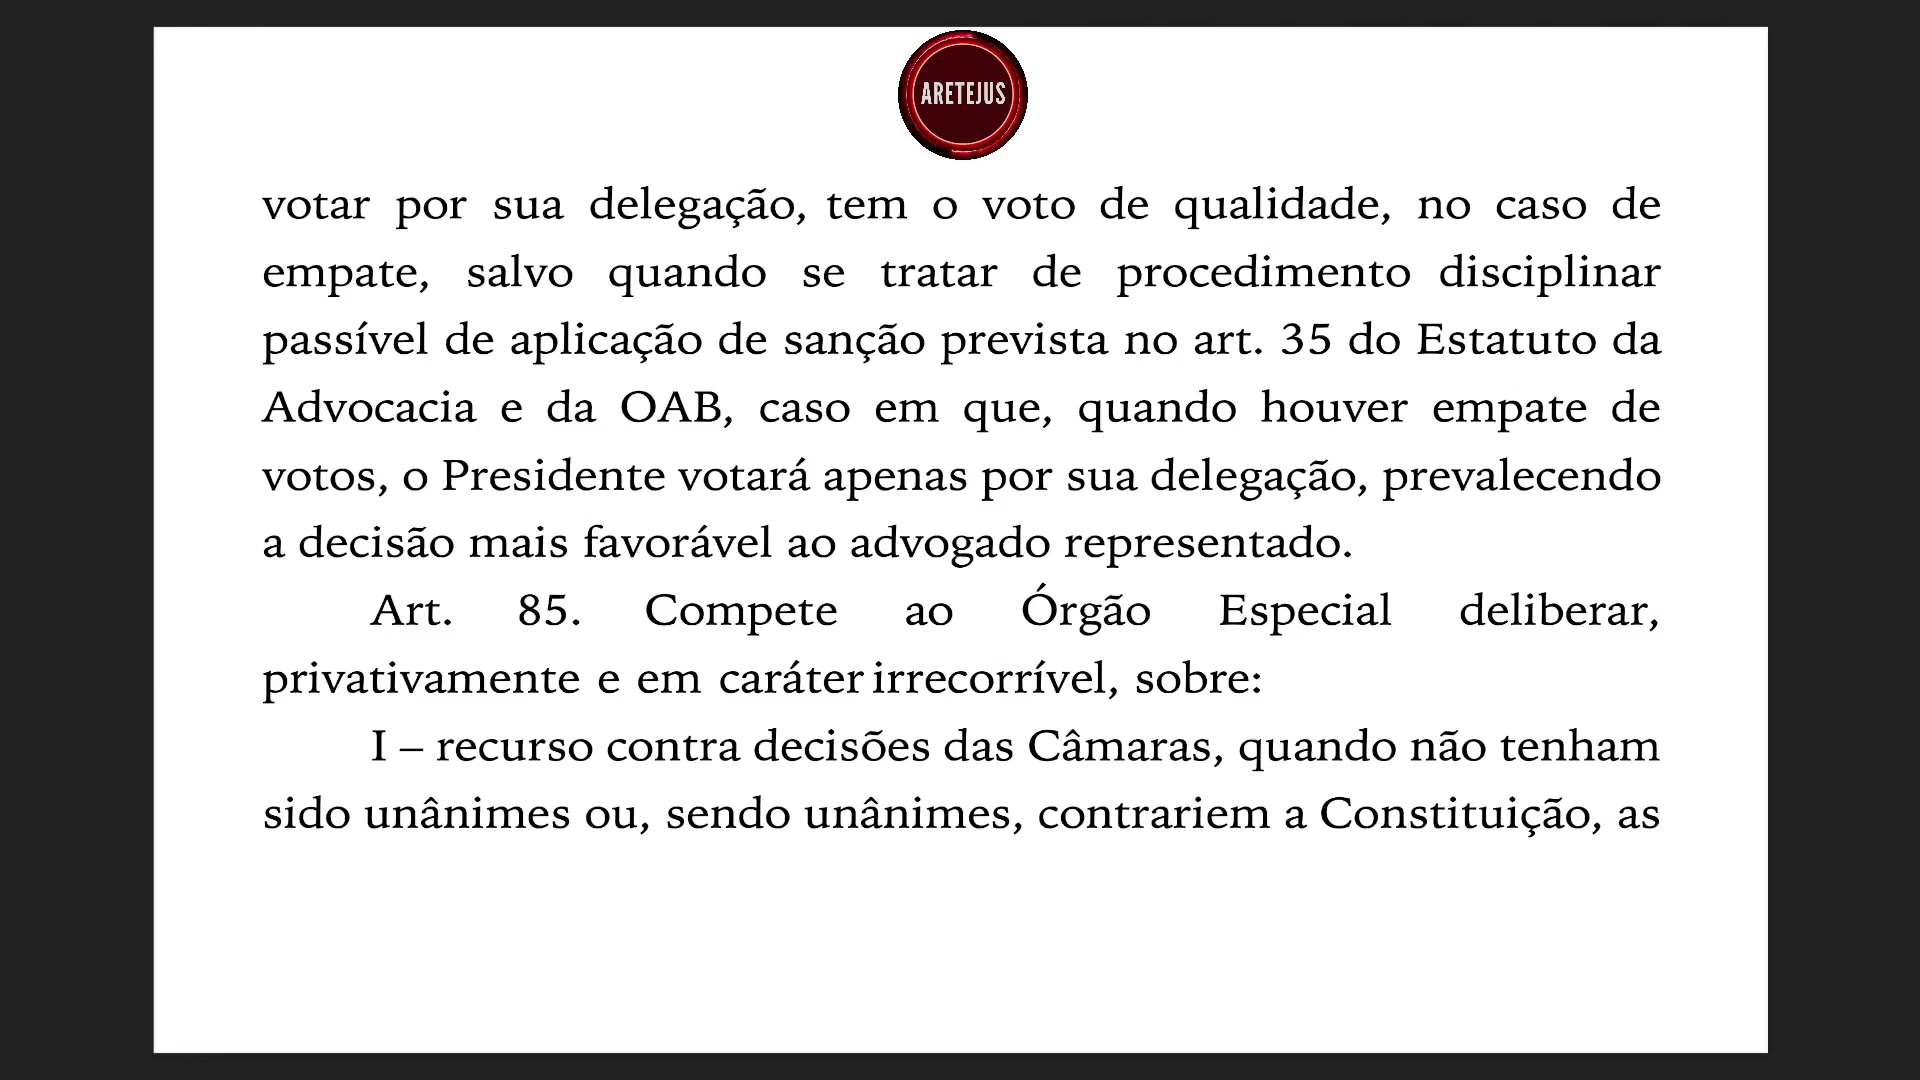 ARETEJUS
votar por sua delegação, tem o voto de qualidade, no caso de
empate, salvo quando se tratar de procedimento disciplinar
passível de aplicação de sanção prevista no art. 35 do Estatuto da
Advocacia e da OAB, caso em que, quando houver empate de
votos, o Presidente votará apenas por sua delegação, prevalecendo
a decisão mais favorável ao advogado representado.
Art. 85. Compete ao Órgão Especial deliberar,
privativamente e em caráter irrecorrível, sobre:
I – recurso contra decisões das Câmaras, quando não tenham
sido unânimes ou, sendo unânimes, contrariem a Constituição, as